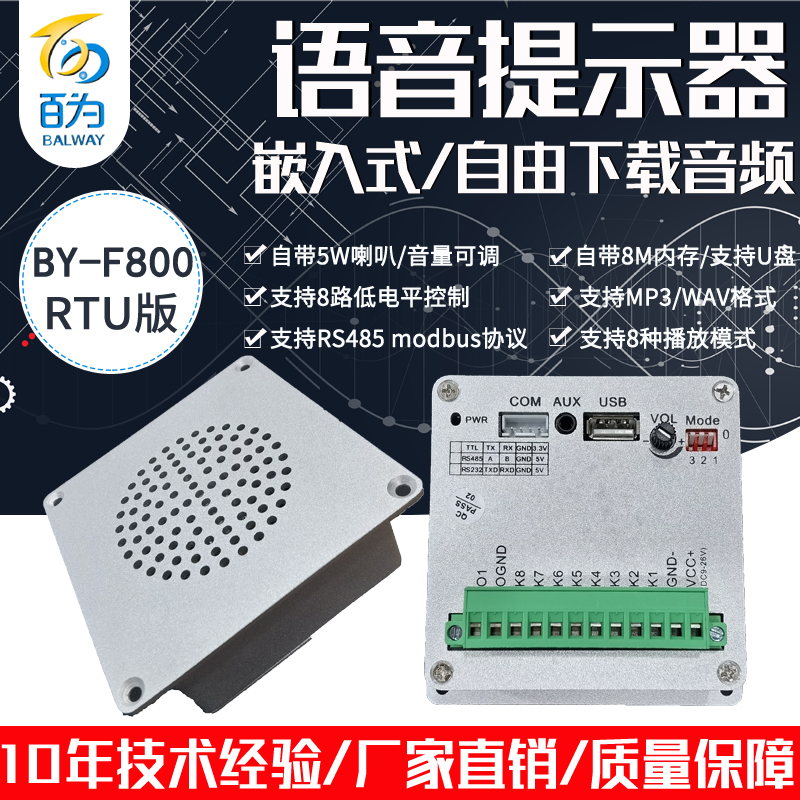 百为
BALWAY
语音提示器
嵌入式/自由下载音频
BY-F800
RTU版
自带5W喇叭/音量可调
自带8M内存/支持U盘
支持8路低电平控制
支持MP3/WAV格式
支持RS485 modbus协议
支持8种播放模式
PWR
COM AUX USB
VOL Mode
- +
0
3 2 1
TTL TX RX GND 3.3V
RS485 A B GND 5V
RS232 TXD RXD GND 5V
QC
PASS
02
O1 OGND K8 K7 K6 K5 K4 K3 K2 K1 GND- VCC+
(DC9-26V)
10年技术经验/厂家直销/质量保障